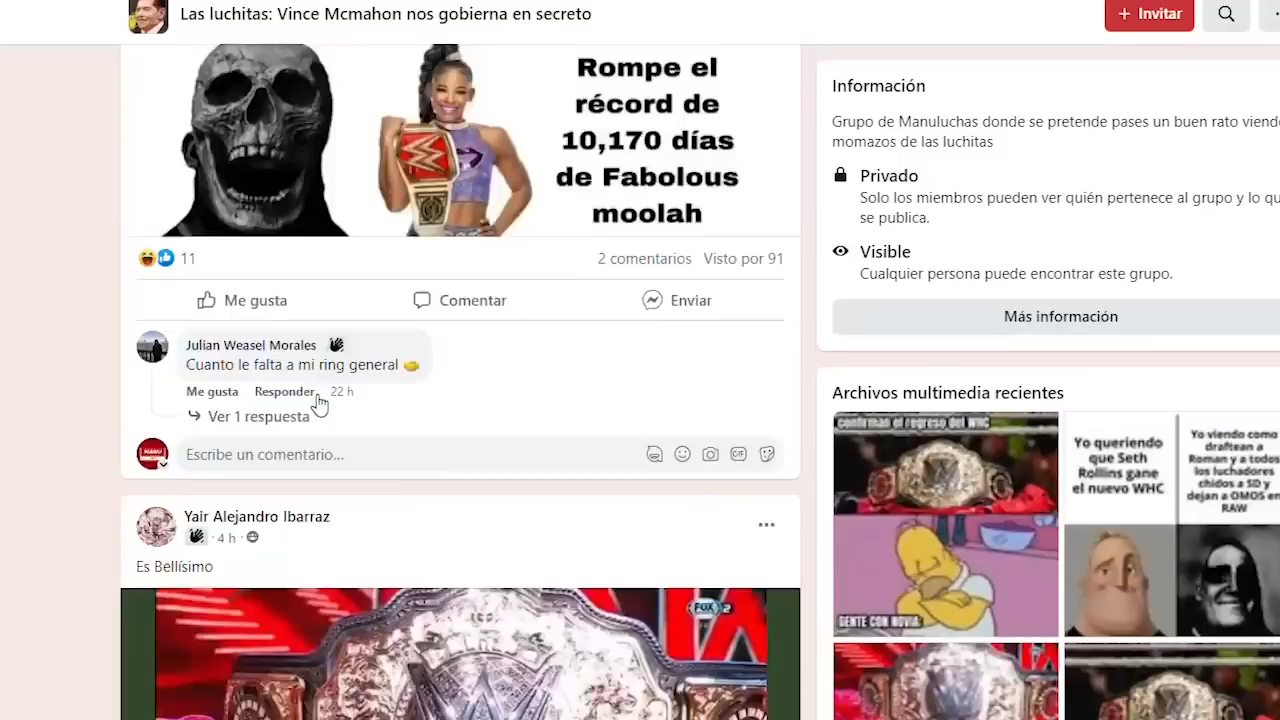 Las luchitas: Vince Mcmahon nos gobierna en secreto
Invitar
Rompe el
récord de
10,170 días
de Fabolous
moolah
11
2 comentarios Visto por 91
Me gusta Comentar Enviar
Julian Weasel Morales
Cuanto le falta a mi ring general
Me gusta Responder 22 h
Ver 1 respuesta
MANU
Escribe un comentario...
GIF
Yair Alejandro Ibarraz
· 4 h ·
Es Bellísimo
FOX 2
Información
Grupo de Manuluchas donde se pretende pases un buen rato viend
momazos de las luchitas
Privado
Solo los miembros pueden ver quién pertenece al grupo y lo qu
se publica.
Visible
Cualquier persona puede encontrar este grupo.
Más información
Archivos multimedia recientes
confirman el regreso del WHC
GENTE CON NOVIA:
Yo queriendo
que Seth
Rollins gane
el nuevo WHC
Yo viendo como
draftean a
Roman y a todos
los luchadores
chidos a SD y
dejan a OMOS en
RAW